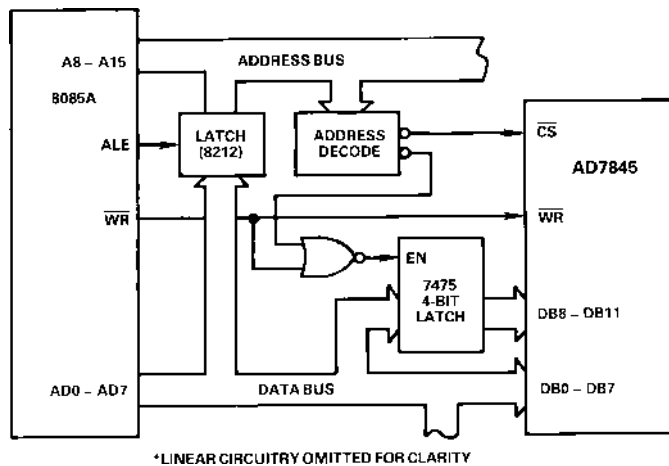 A8 – A15
ADDRESS BUS
8085A
ALE
LATCH
(8212)
ADDRESS
DECODE
CS
AD7845
WR
WR
EN
7475
4-BIT
LATCH
DB8 – DB11
AD0 – AD7
DATA BUS
DB0 – DB7
*LINEAR CIRCUITRY OMITTED FOR CLARITY